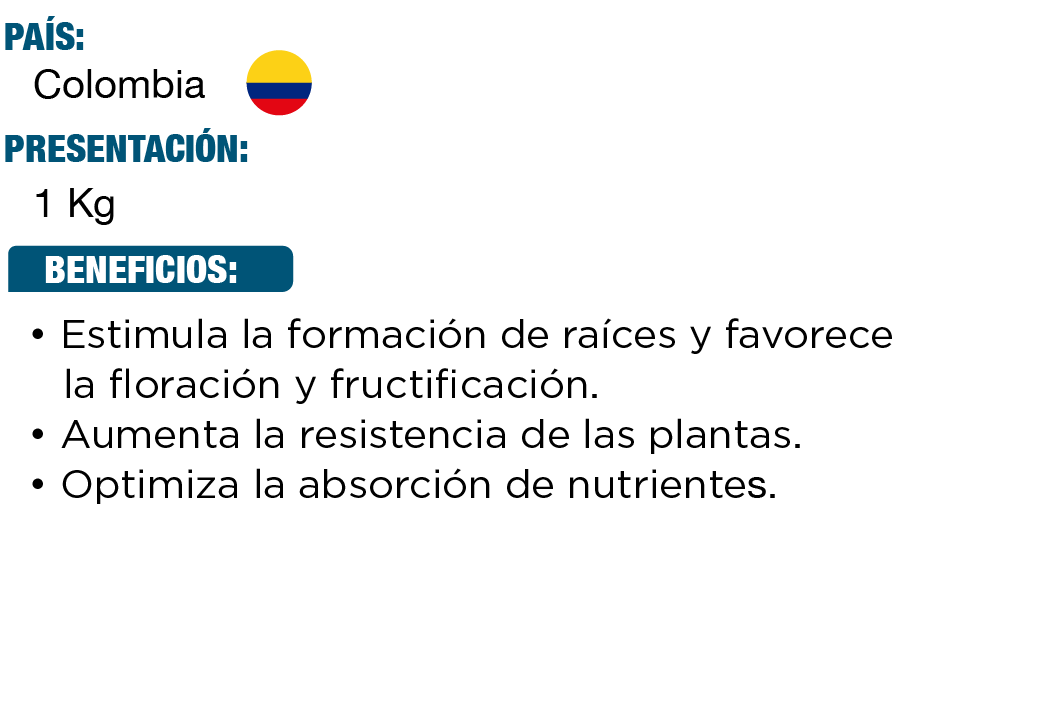 PAÍS:
Colombia
PRESENTACIÓN:
1 Kg
BENEFICIOS:
• Estimula la formación de raíces y favorece
la floración y fructificación.
• Aumenta la resistencia de las plantas.
• Optimiza la absorción de nutrientes.